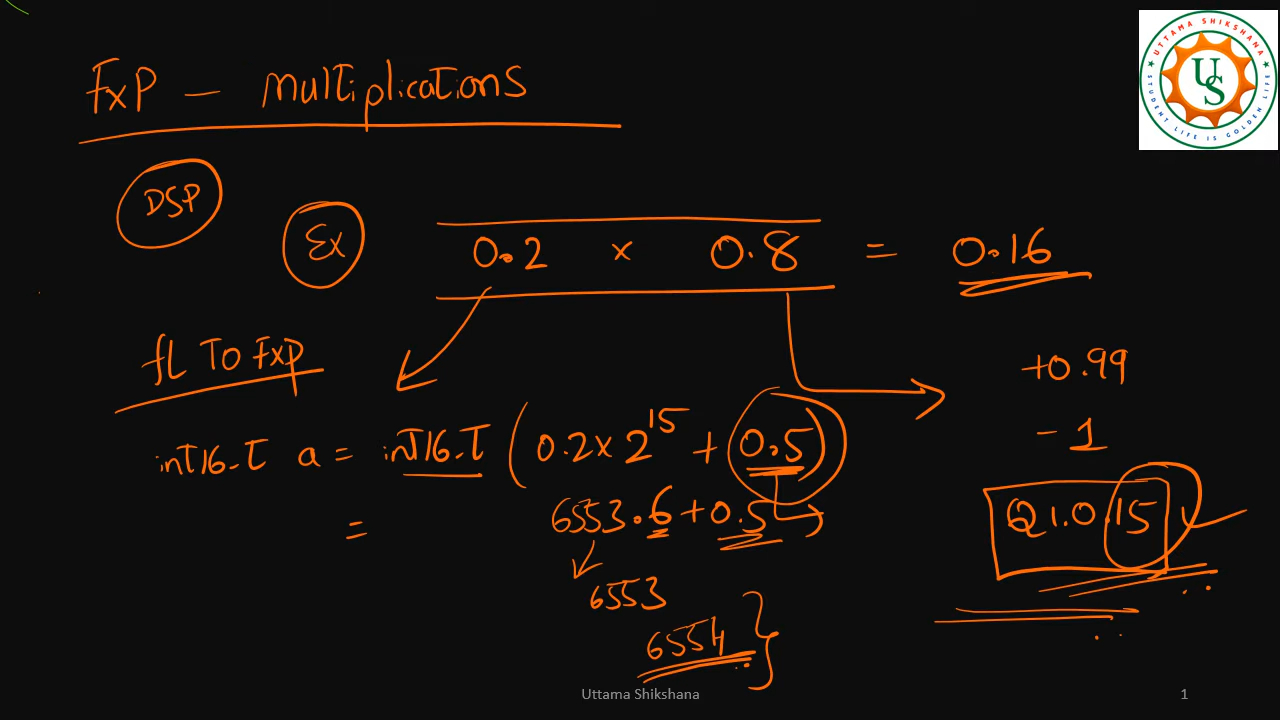 FxP – multiplications
UTTAMA SHIKSHANA
US
STUDENT LIFE IS GOLDEN LIFE
DSP
Ex
0.2 x 0.8 = 0.16
fL TO FxP
+0.99
- 1
inT16_T a = inT16_T (0.2 x 2^15 + 0.5)
= 6553.6 + 0.5
Q1.0.15
6553
6554
Uttama Shikshana
1